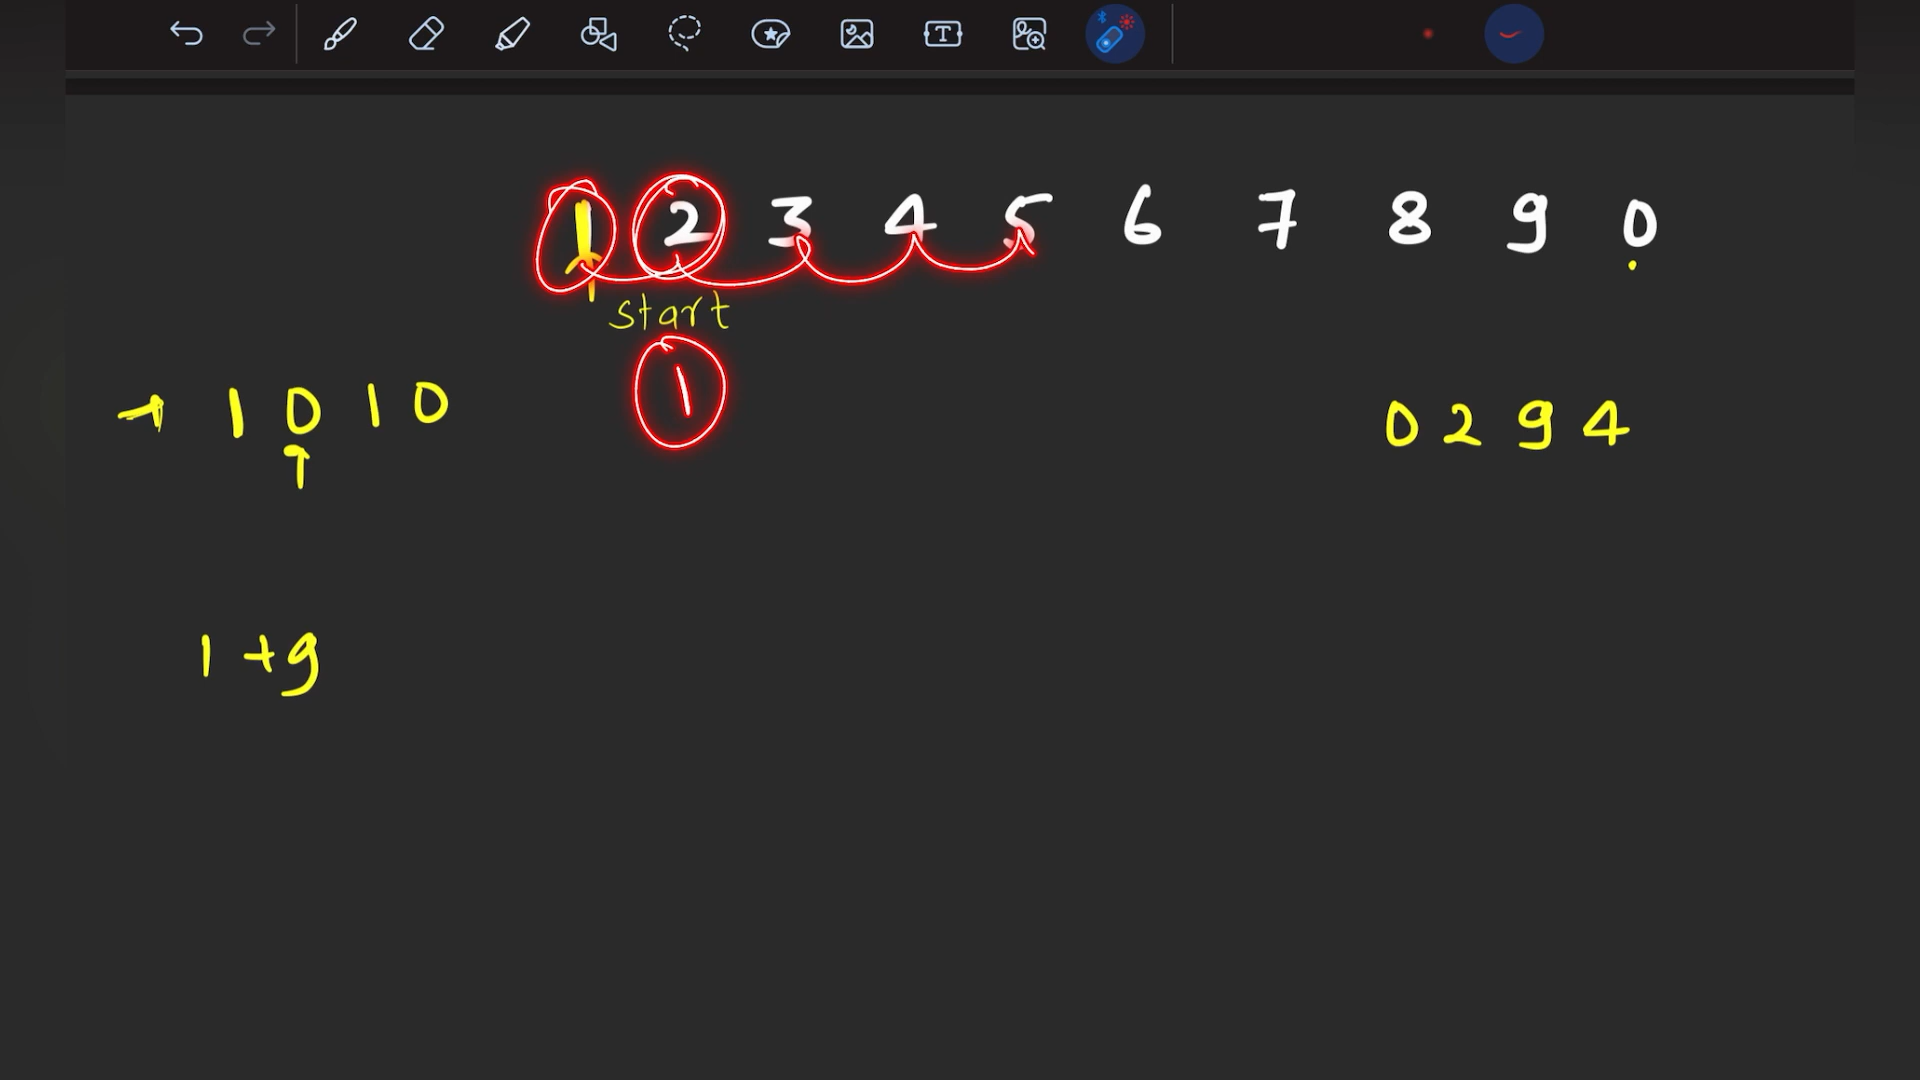 1 2 3 4 5 6 7 8 9 0
start
1
1 0 1 0
0 2 9 4
1 + 9